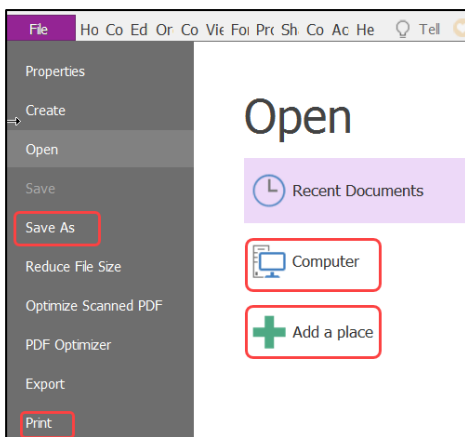 File Ho Co Ed Or Co Vie For Pro Sh Co Ac He Tell
Properties
Create
Open
Save
Save As
Reduce File Size
Optimize Scanned PDF
PDF Optimizer
Export
Print
Open
Recent Documents
Computer
Add a place